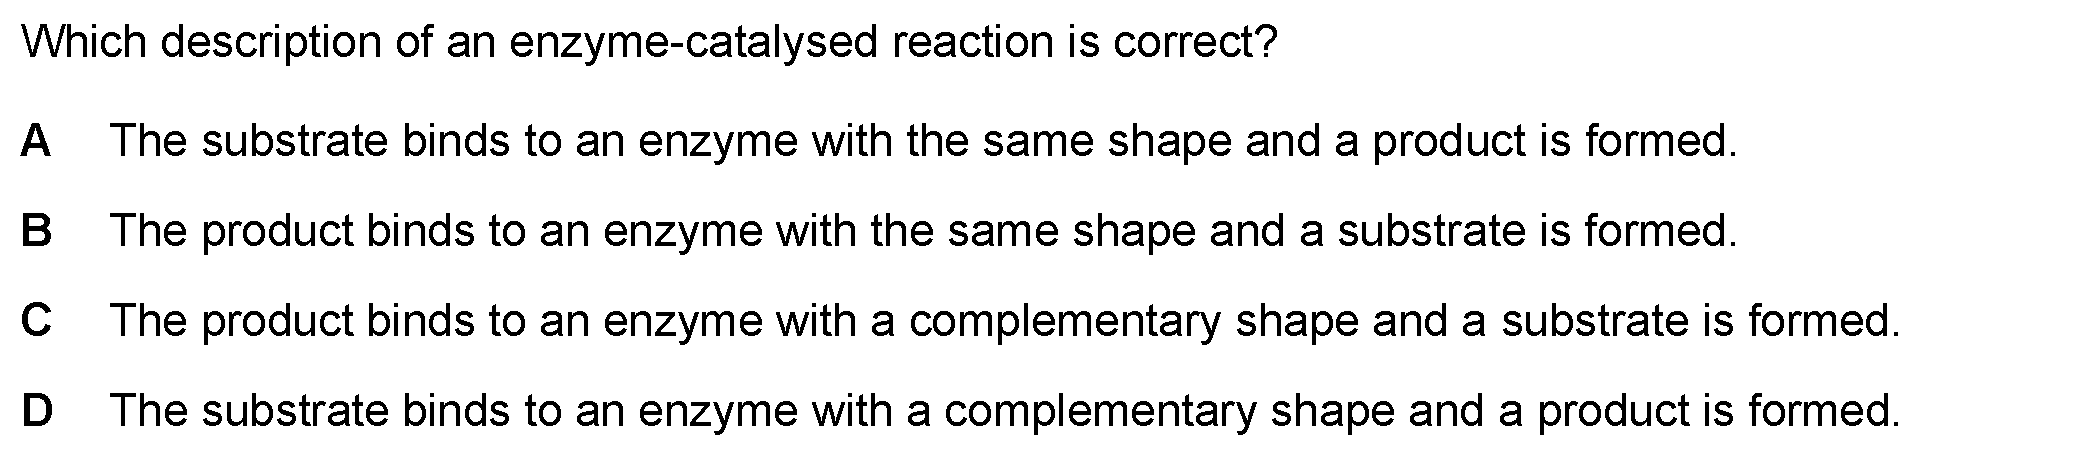 Which description of an enzyme-catalysed reaction is correct?
A The substrate binds to an enzyme with the same shape and a product is formed.
B The product binds to an enzyme with the same shape and a substrate is formed.
C The product binds to an enzyme with a complementary shape and a substrate is formed.
D The substrate binds to an enzyme with a complementary shape and a product is formed.